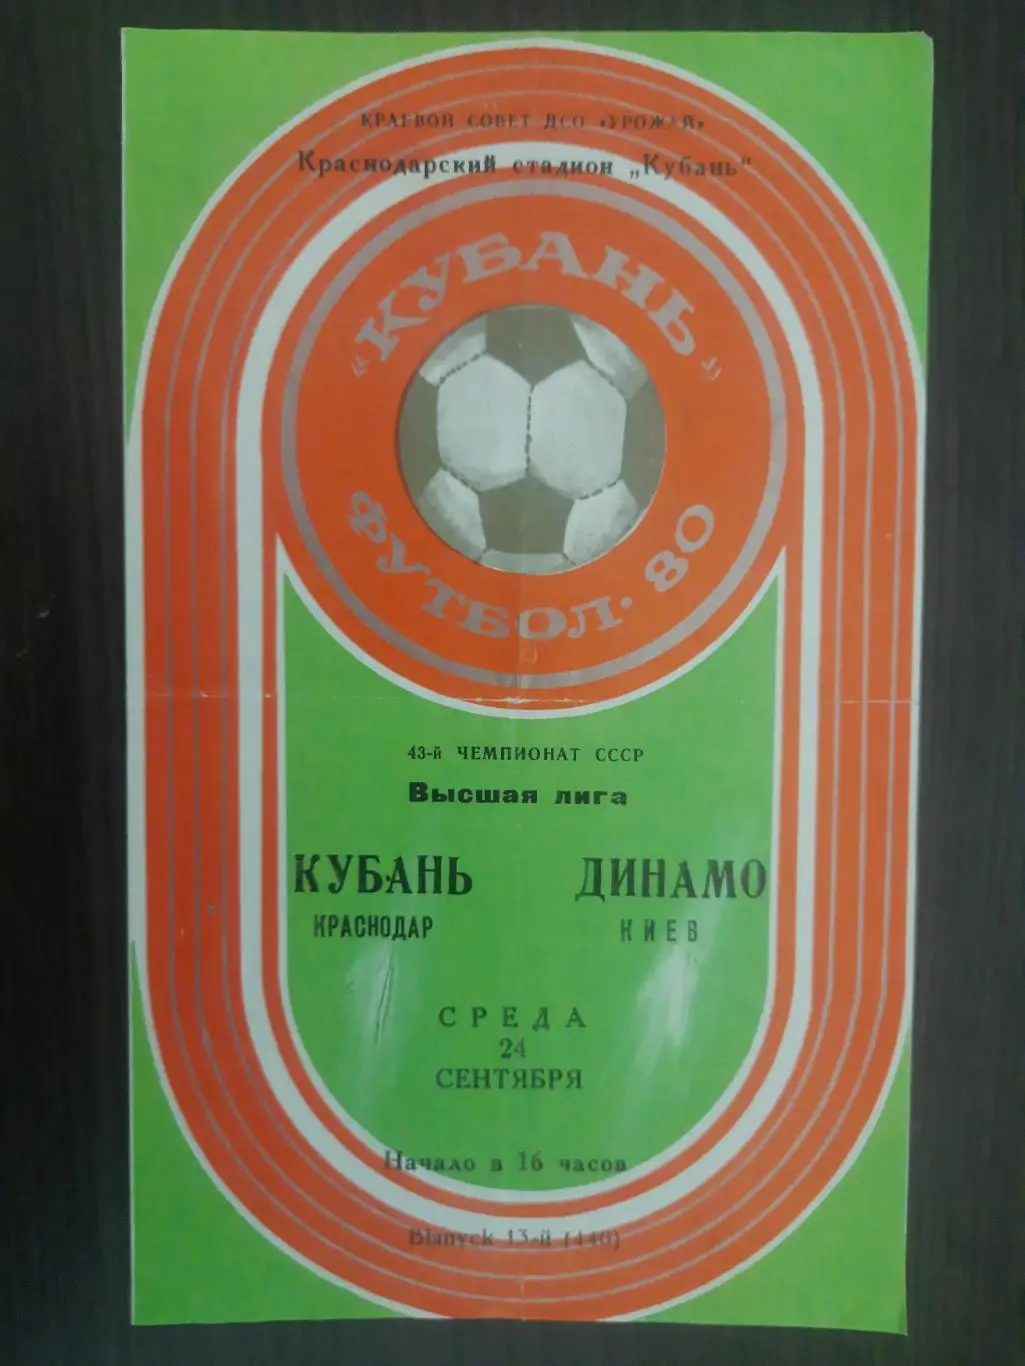 КРАЕВОЙ СОВЕТ ДСО «УРОЖАЙ»
Краснодарский стадион „Кубань“
«КУБАНЬ»
ФУТБОЛ·80
43-й ЧЕМПИОНАТ СССР
Высшая лига
КУБАНЬ ДИНАМО
КРАСНОДАР КИЕВ
СРЕДА
24
СЕНТЯБРЯ
Начало в 16 часов
Выпуск 13-й (440)